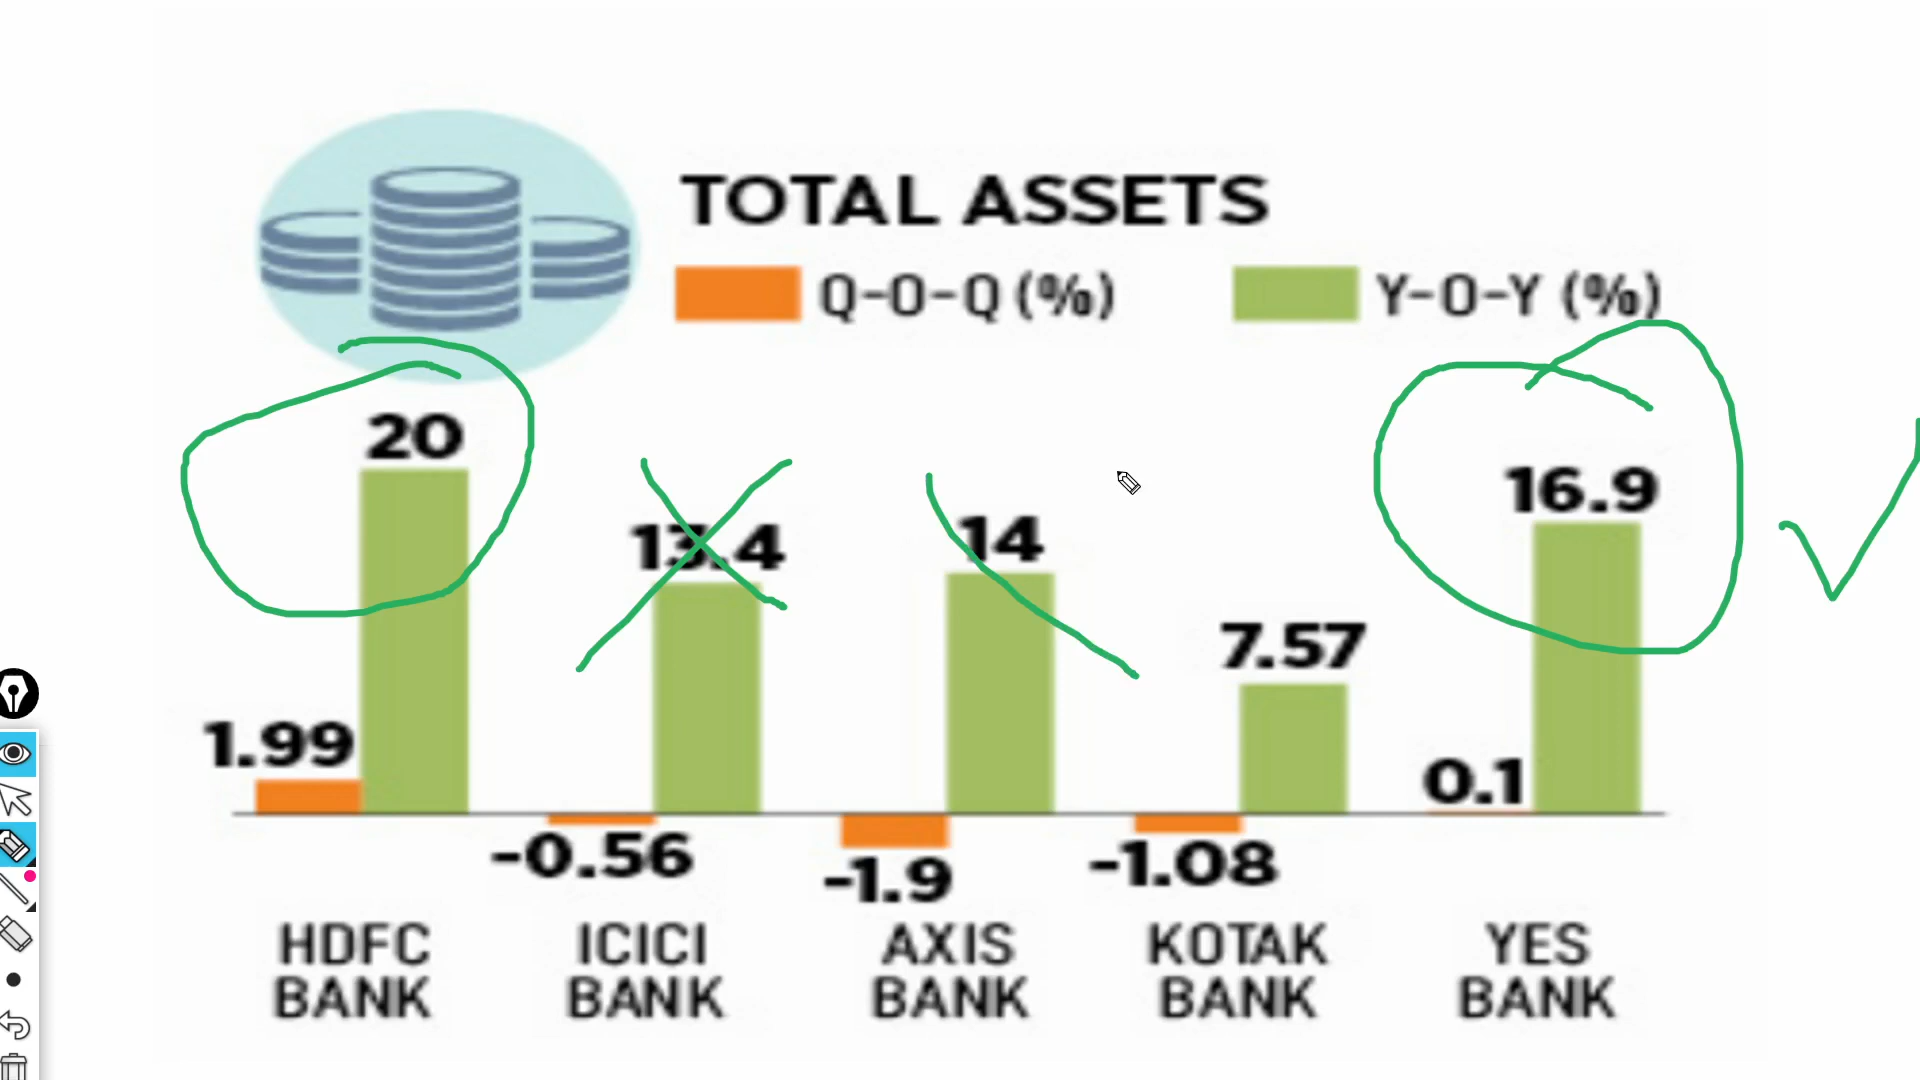 TOTAL ASSETS
Q-O-Q (%) Y-O-Y (%)
20
13.4
14
7.57
16.9
1.99
0.1
-0.56
-1.9
-1.08
HDFC BANK
ICICI BANK
AXIS BANK
KOTAK BANK
YES BANK